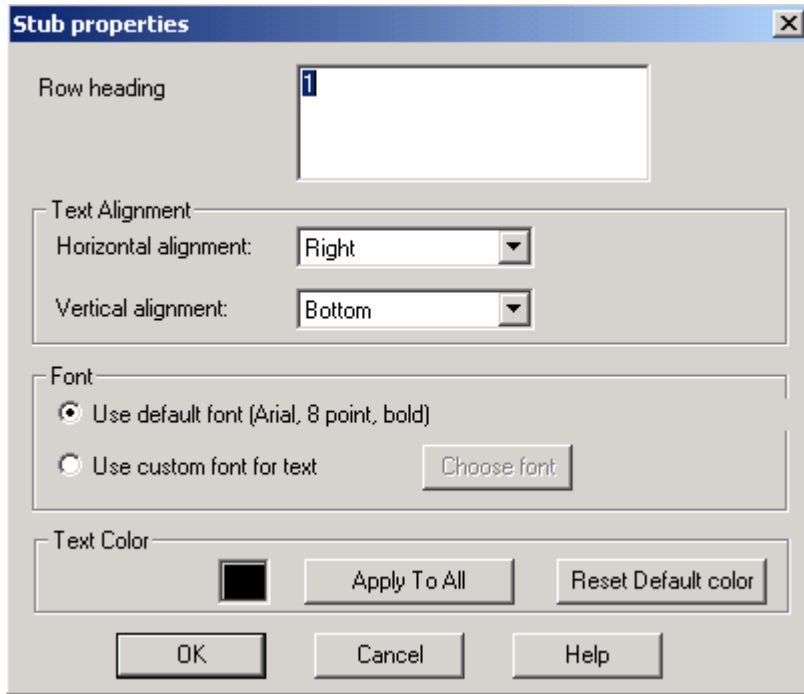 Stub properties
Row heading
1
Text Alignment
Horizontal alignment: Right
Vertical alignment: Bottom
Font
Use default font (Arial, 8 point, bold)
Use custom font for text Choose font
Text Color
Apply To All Reset Default color
OK Cancel Help